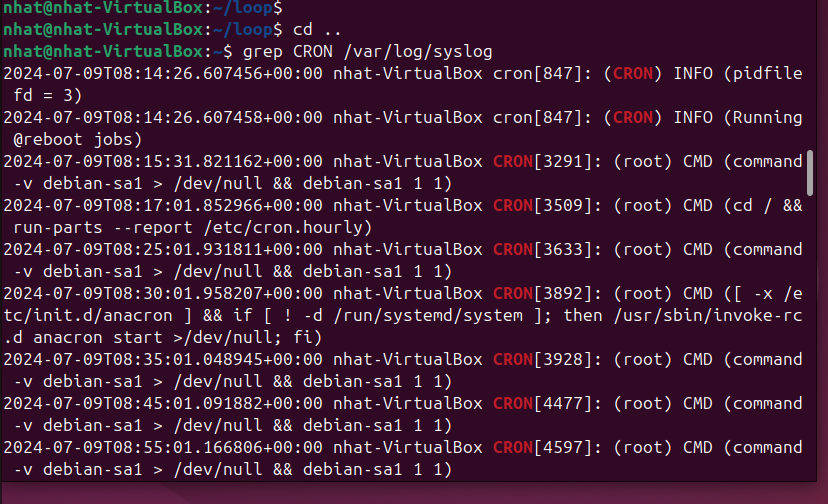 nhat@nhat-VirtualBox:~/loop$
nhat@nhat-VirtualBox:~/loop$ cd ..
nhat@nhat-VirtualBox:~$ grep CRON /var/log/syslog
2024-07-09T08:14:26.607456+00:00 nhat-VirtualBox cron[847]: (CRON) INFO (pidfile
 fd = 3)
2024-07-09T08:14:26.607458+00:00 nhat-VirtualBox cron[847]: (CRON) INFO (Running
 @reboot jobs)
2024-07-09T08:15:31.821162+00:00 nhat-VirtualBox CRON[3291]: (root) CMD (command
 -v debian-sa1 > /dev/null && debian-sa1 1 1)
2024-07-09T08:17:01.852966+00:00 nhat-VirtualBox CRON[3509]: (root) CMD (cd / &&
 run-parts --report /etc/cron.hourly)
2024-07-09T08:25:01.931811+00:00 nhat-VirtualBox CRON[3633]: (root) CMD (command
 -v debian-sa1 > /dev/null && debian-sa1 1 1)
2024-07-09T08:30:01.958207+00:00 nhat-VirtualBox CRON[3892]: (root) CMD ([ -x /e
tc/init.d/anacron ] && if [ ! -d /run/systemd/system ]; then /usr/sbin/invoke-rc
.d anacron start >/dev/null; fi)
2024-07-09T08:35:01.048945+00:00 nhat-VirtualBox CRON[3928]: (root) CMD (command
 -v debian-sa1 > /dev/null && debian-sa1 1 1)
2024-07-09T08:45:01.091882+00:00 nhat-VirtualBox CRON[4477]: (root) CMD (command
 -v debian-sa1 > /dev/null && debian-sa1 1 1)
2024-07-09T08:55:01.166806+00:00 nhat-VirtualBox CRON[4597]: (root) CMD (command
 -v debian-sa1 > /dev/null && debian-sa1 1 1)